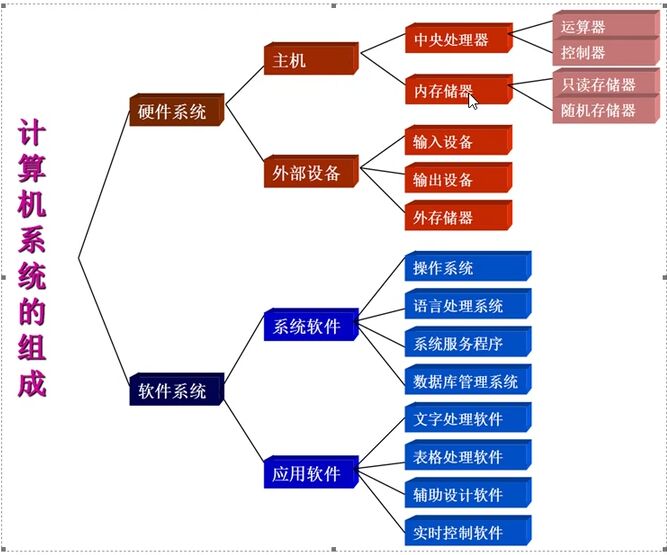 计算机系统的组成
硬件系统
主机
中央处理器
运算器
控制器
内存储器
只读存储器
随机存储器
外部设备
输入设备
输出设备
外存储器
软件系统
系统软件
操作系统
语言处理系统
系统服务程序
数据库管理系统
应用软件
文字处理软件
表格处理软件
辅助设计软件
实时控制软件